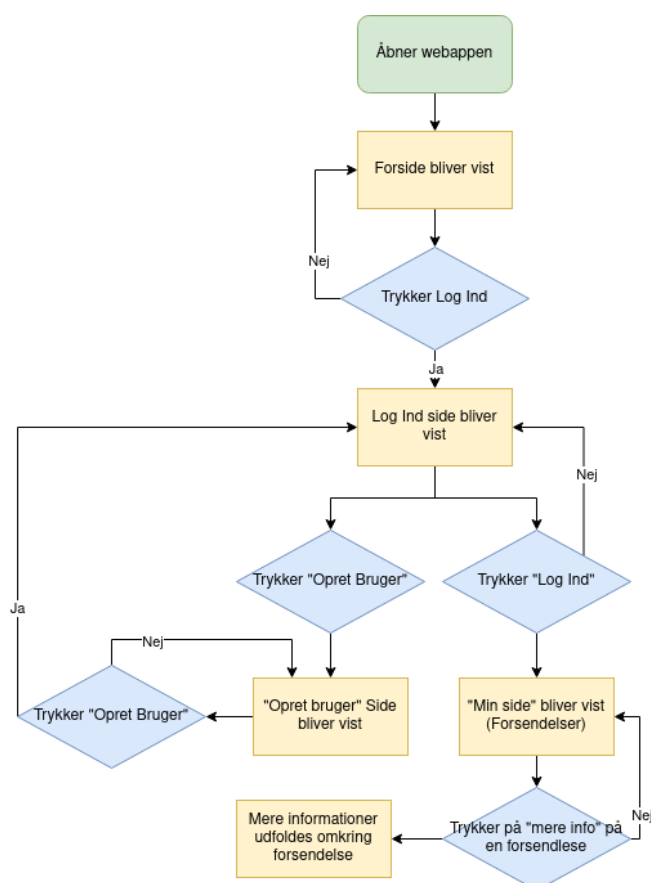 Åbner webappen
Forside bliver vist
Nej
Trykker Log Ind
Ja
Log Ind side bliver
vist
Nej
Trykker "Opret Bruger"
Trykker "Log Ind"
Ja
Nej
Trykker "Opret Bruger"
"Opret bruger" Side
bliver vist
"Min side" bliver vist
(Forsendelser)
Nej
Mere informationer
udfoldes omkring
forsendelse
Trykker på "mere info" på
en forsendlese